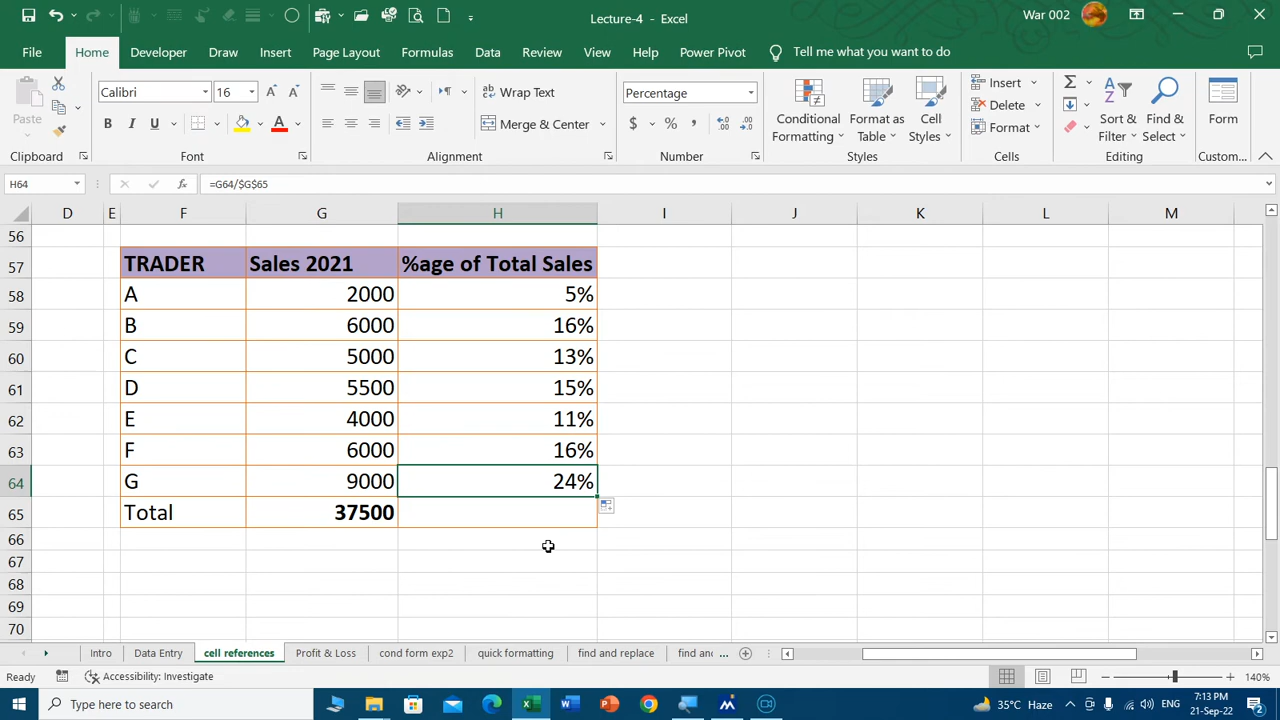 Lecture-4 - Excel
War 002
File Home Developer Draw Insert Page Layout Formulas Data Review View Help Power Pivot Tell me what you want to do
Paste
Clipboard
Calibri 16
B I U A
Font
Wrap Text
Merge & Center
Alignment
Percentage
$ % ,
Number
Conditional Formatting
Format as Table
Cell Styles
Styles
Insert
Delete
Format
Cells
Sort & Filter
Find & Select
Editing
Form
Custom...
H64 fx =G64/$G$65
D E F G H I J K L M
56
57 TRADER Sales 2021 %age of Total Sales
58 A 2000 5%
59 B 6000 16%
60 C 5000 13%
61 D 5500 15%
62 E 4000 11%
63 F 6000 16%
64 G 9000 24%
65 Total 37500
66
67
68
69
70
Intro Data Entry cell references Profit & Loss cond form exp2 quick formatting find and replace find and ...
Ready Accessibility: Investigate 140%
Type here to search
35°C Haze ENG 7:13 PM
21-Sep-22